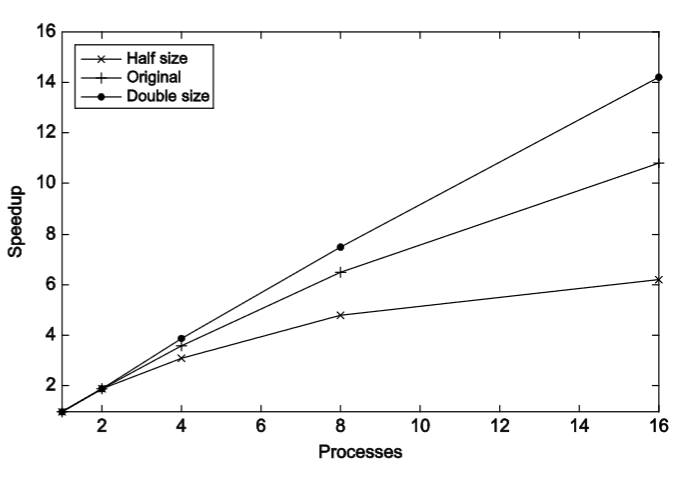 16
14
12
10
8
6
4
2
Speedup
Half size
Original
Double size
2 4 6 8 10 12 14 16
Processes